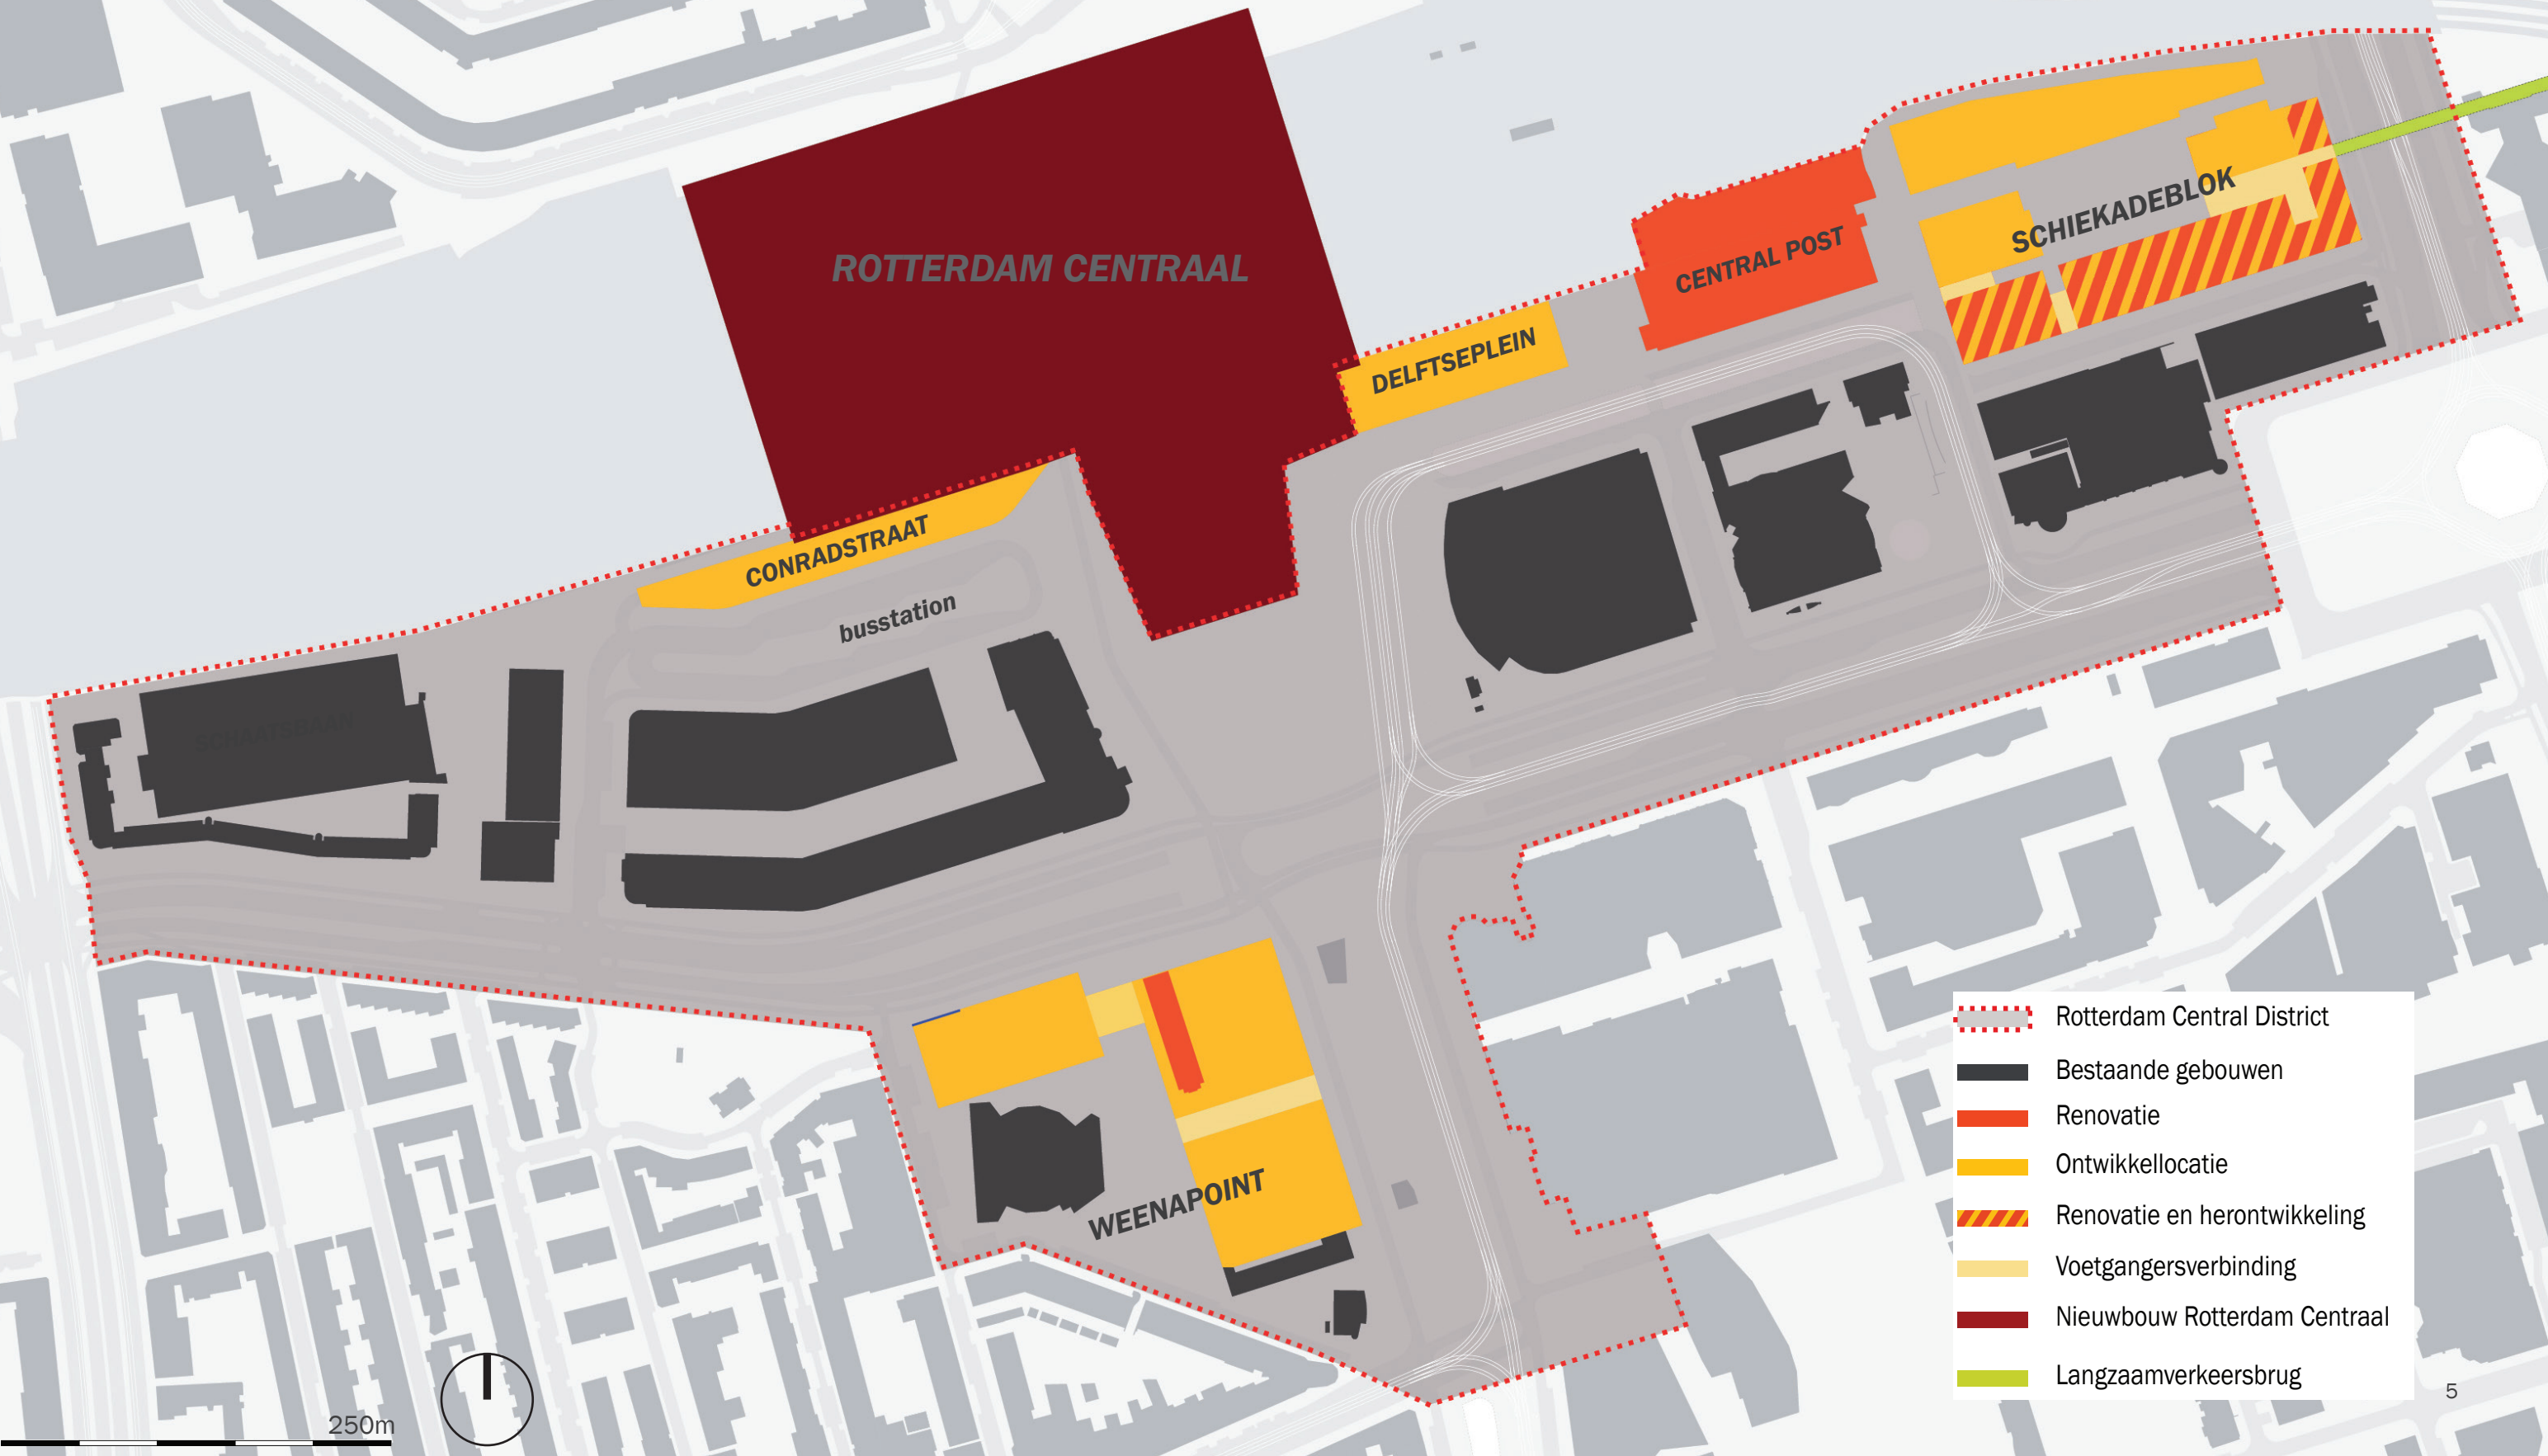 ROTTERDAM CENTRAAL
CENTRAL POST
SCHIEKADEBLOK
DELFTSEPLEIN
CONRADSTRAAT
busstation
SCHAATSBAAN
WEENAPOINT
Rotterdam Central District
Bestaande gebouwen
Renovatie
Ontwikkellocatie
Renovatie en herontwikkeling
Voetgangersverbinding
Nieuwbouw Rotterdam Centraal
Langzaamverkeersbrug
5
250m